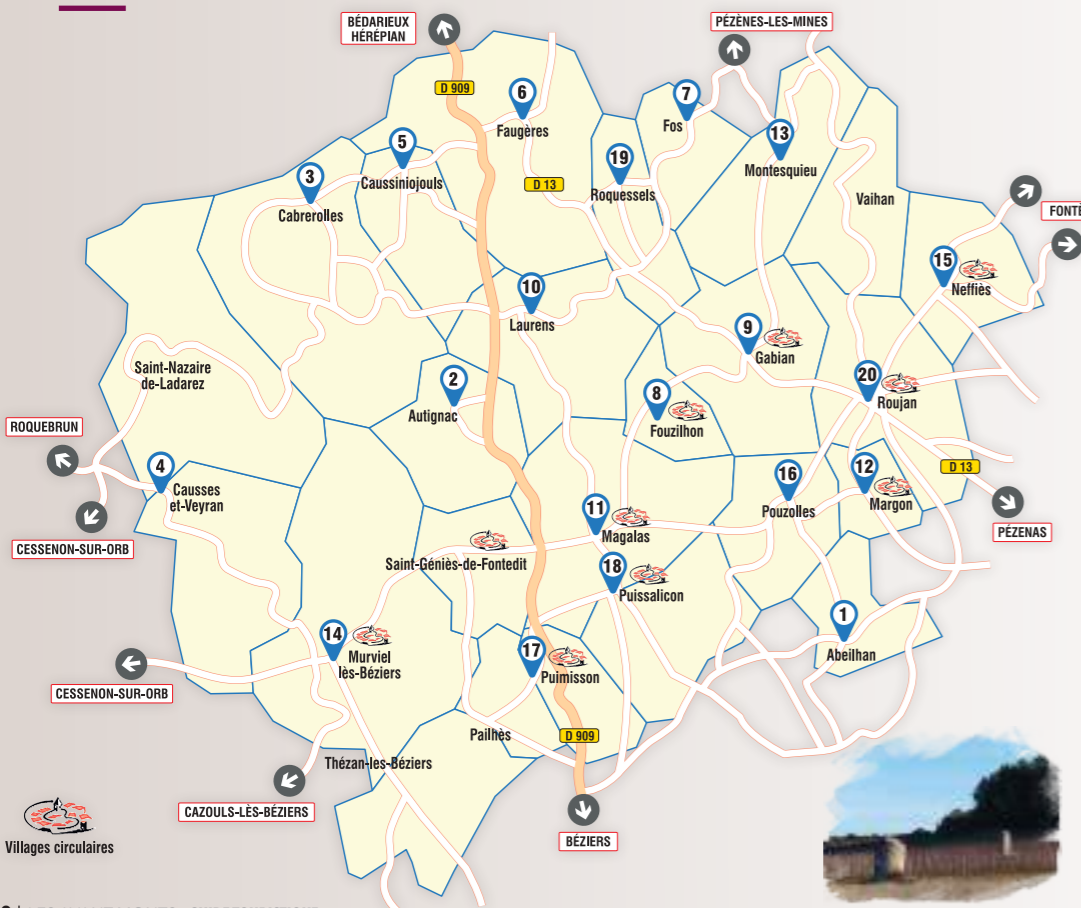 BÉDARIEUX
HÉRÉPIAN
PÉZÈNES-LES-MINES
D 909
6
Faugères
7
Fos
13
Montesquieu
5
Caussiniojouls
19
Roquessels
D 13
3
Cabrerolles
Vaihan
FONTÈ
15
Neffiès
10
Laurens
9
Gabian
Saint-Nazaire
de-Ladarez
2
Autignac
8
Fouzilhon
20
Roujan
ROQUEBRUN
4
Causses
et-Veyran
16
Pouzolles
12
Margon
D 13
PÉZENAS
CESSENON-SUR-ORB
11
Magalas
Saint-Géniès-de-Fontedit
18
Puissalicon
1
Abeilhan
14
Murviel
lès-Béziers
17
Puimisson
CESSENON-SUR-ORB
Pailhès
D 909
Thézan-les-Béziers
CAZOULS-LÈS-BÉZIERS
BÉZIERS
Villages circulaires